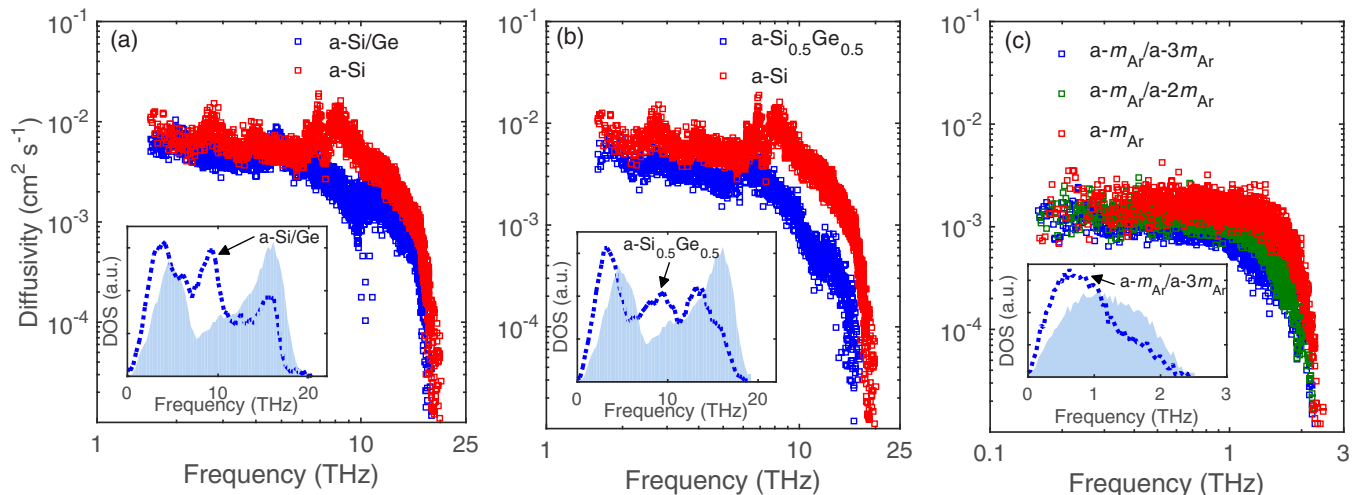 (a)
a-Si/Ge
a-Si
10⁻¹
10⁻²
10⁻³
10⁻⁴
Diffusivity (cm² s⁻¹)
a-Si/Ge
DOS (a.u.)
0 10 20
Frequency (THz)
1 10 25
Frequency (THz)
(b)
a-Si₀.₅Ge₀.₅
a-Si
10⁻¹
10⁻²
10⁻³
10⁻⁴
a-Si₀.₅Ge₀.₅
DOS (a.u.)
0 10 20
Frequency (THz)
1 10 25
Frequency (THz)
(c)
a-mAr/a-3mAr
a-mAr/a-2mAr
a-mAr
10⁻¹
10⁻²
10⁻³
10⁻⁴
a-mAr/a-3mAr
DOS (a.u.)
0 1 2 3
Frequency (THz)
0.1 1 3
Frequency (THz)